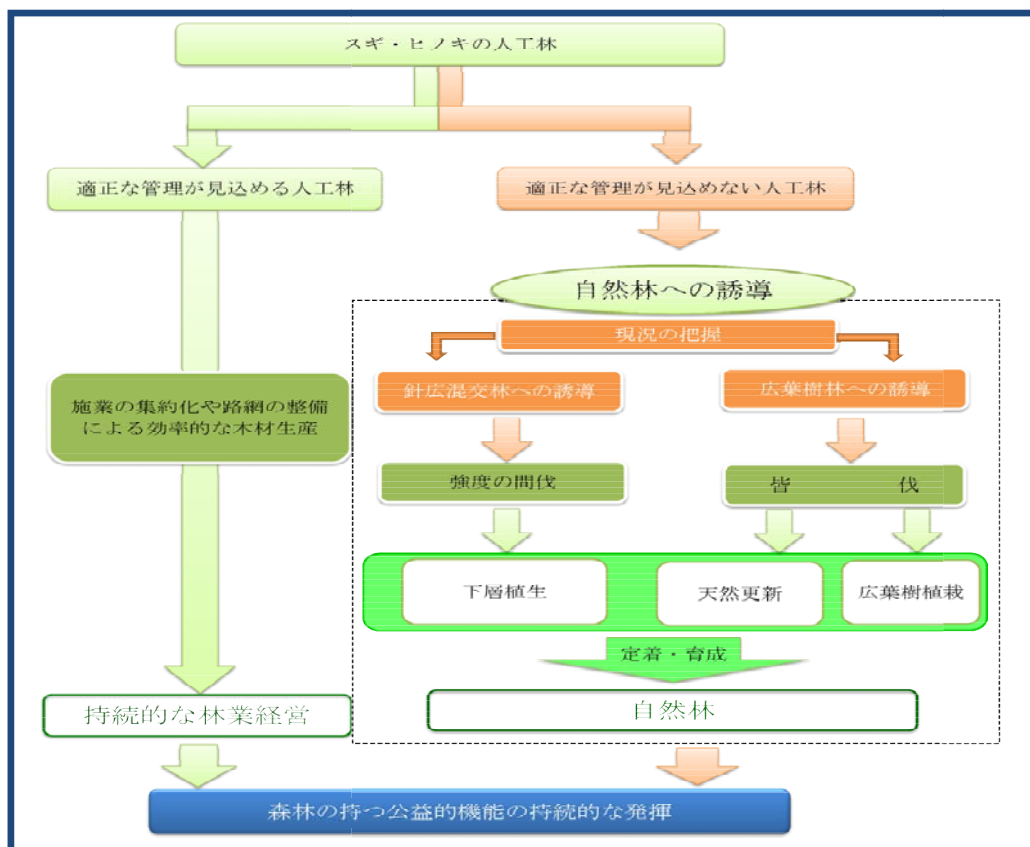 スギ・ヒノキの人工林
適正な管理が見込める人工林
適正な管理が見込めない人工林
自然林への誘導
現況の把握
針広混交林への誘導
広葉樹林への誘導
施業の集約化や路網の整備
による効率的な木材生産
強度の間伐
皆伐
下層植生
天然更新
広葉樹植栽
定着・育成
持続的な林業経営
自然林
森林の持つ公益的機能の持続的な発揮